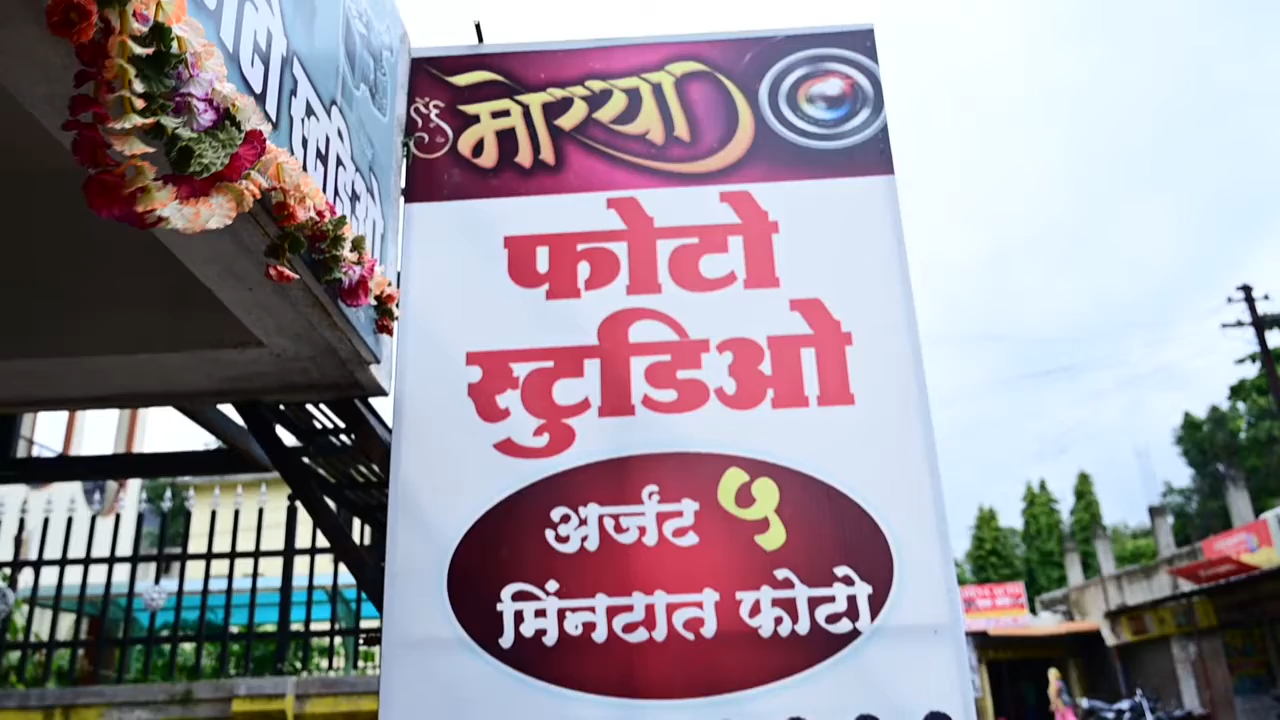 मोरया
फोटो
स्टुडिओ
अर्जंट ५
मिंनटात फोटो
स्टुडिओ